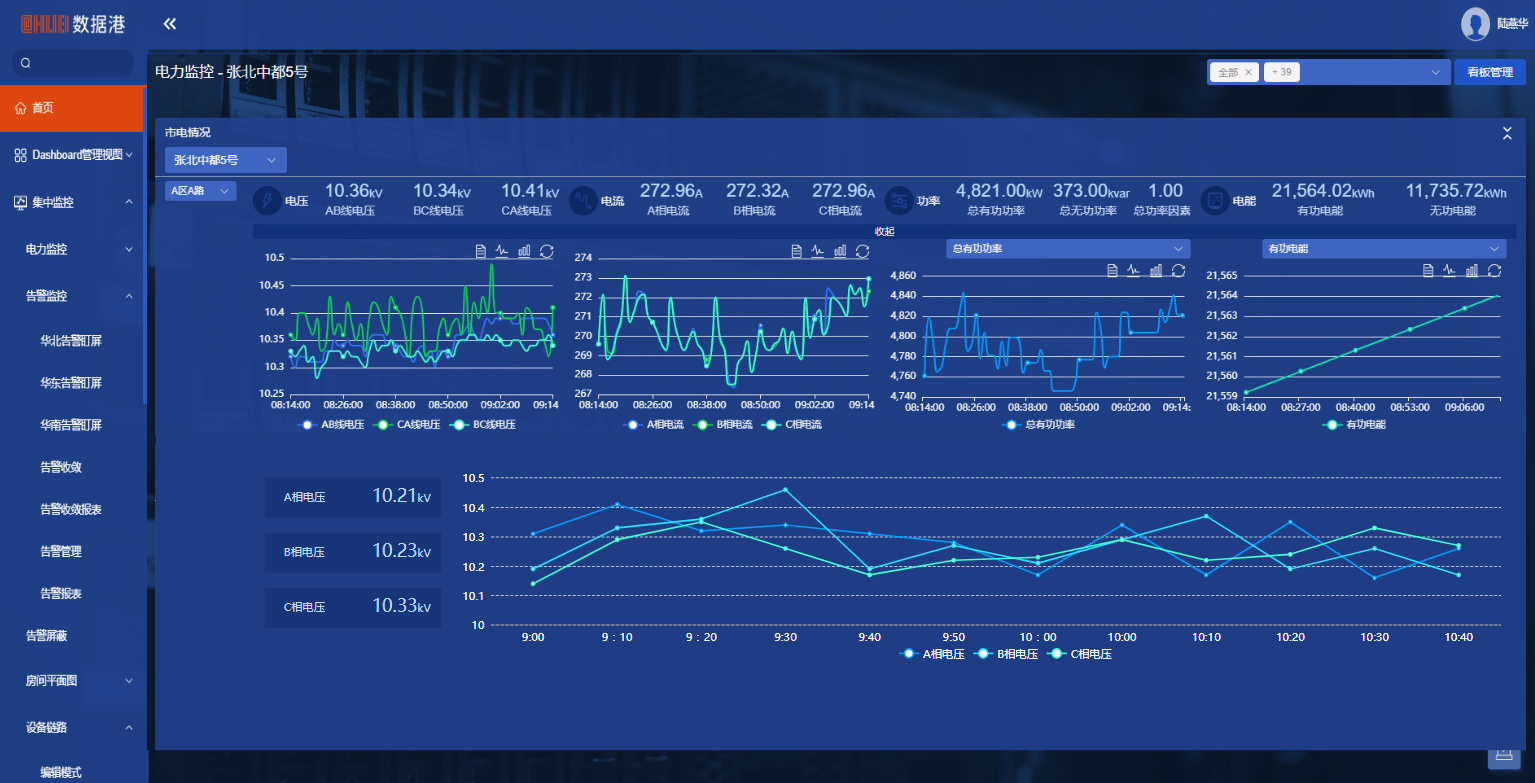 @HUB 数据港
陆燕华
首页
Dashboard管理视图
集中监控
电力监控
告警监控
华北告警盯屏
华东告警盯屏
华南告警盯屏
告警收敛
告警收敛报表
告警管理
告警报表
告警屏蔽
房间平面图
设备链路
编辑模式
电力监控 - 张北中都5号
全部 × + 39
看板管理
市电情况
张北中都5号
A区A路
电压 10.36kV 10.34kV 10.41kV
AB线电压 BC线电压 CA线电压
电流 272.96A 272.32A 272.96A
A相电流 B相电流 C相电流
功率 4,821.00kW 373.00kvar 1.00
总有功功率 总无功功率 总功率因素
电能 21,564.02kWh 11,735.72kWh
有功电能 无功电能
收起
10.5
10.45
10.4
10.35
10.3
10.25
08:14:00 08:26:00 08:38:00 08:50:00 09:02:00 09:14
AB线电压 CA线电压 BC线电压
274
273
272
271
270
269
268
267
08:14:00 08:26:00 08:38:00 08:50:00 09:02:00 09:14
A相电流 B相电流 C相电流
总有功功率
4,860
4,840
4,820
4,800
4,780
4,760
4,740
08:14:00 08:26:00 08:38:00 08:50:00 09:02:00 09:14:
总有功功率
有功电能
21,565
21,564
21,563
21,562
21,561
21,560
21,559
08:14:00 08:27:00 08:40:00 08:53:00 09:06:00
有功电能
A相电压 10.21kV
B相电压 10.23kV
C相电压 10.33kV
10.5
10.4
10.3
10.2
10.1
10
9:00 9：10 9：20 9:30 9:40 9:50 10：00 10:00 10:10 10:20 10:30 10:40
A相电压 B相电压 C相电压